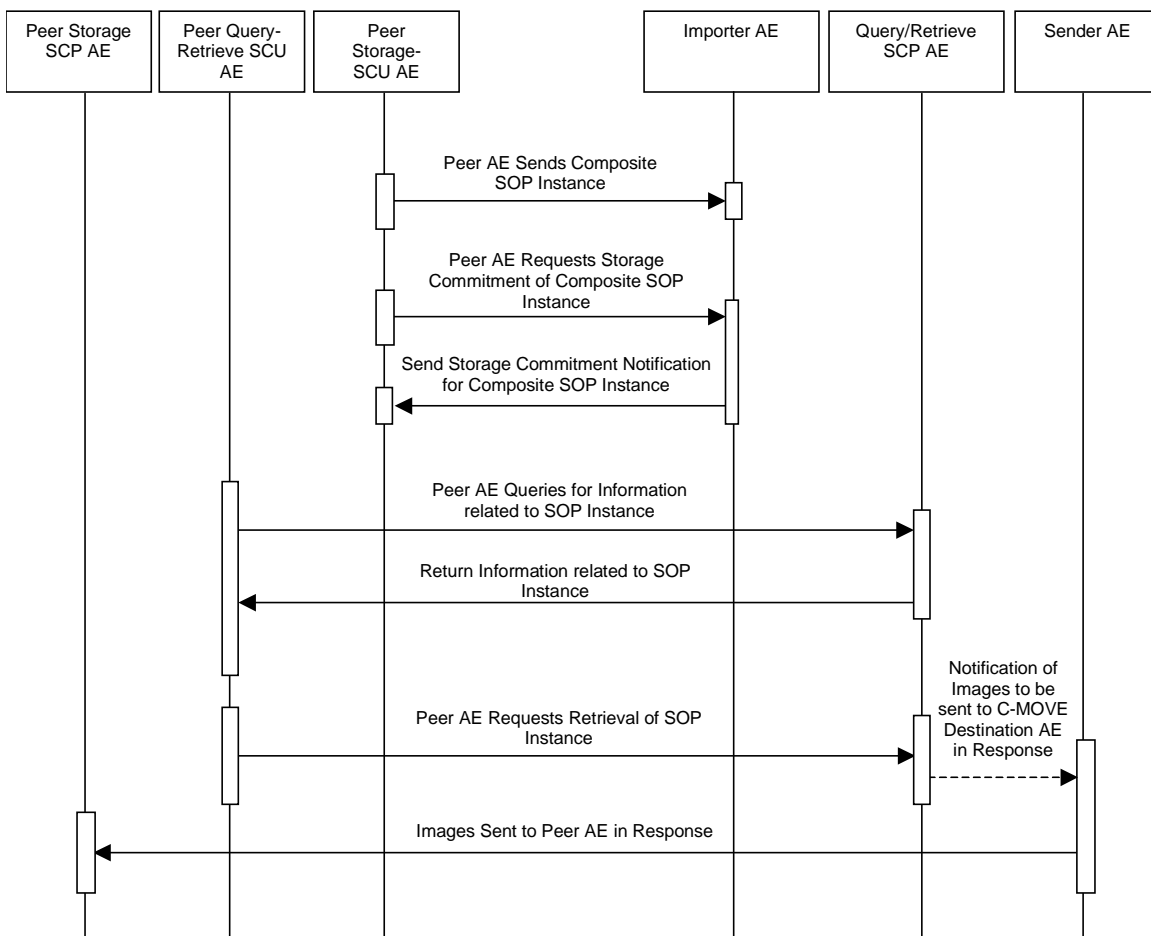 Peer Storage
SCP AE
Peer Query-
Retrieve SCU
AE
Peer
Storage-
SCU AE
Importer AE
Query/Retrieve
SCP AE
Sender AE
Peer AE Sends Composite
SOP Instance
Peer AE Requests Storage
Commitment of Composite SOP
Instance
Send Storage Commitment Notification
for Composite SOP Instance
Peer AE Queries for Information
related to SOP Instance
Return Information related to SOP
Instance
Notification of
Images to be
sent to C-MOVE
Destination AE
in Response
Peer AE Requests Retrieval of SOP
Instance
Images Sent to Peer AE in Response